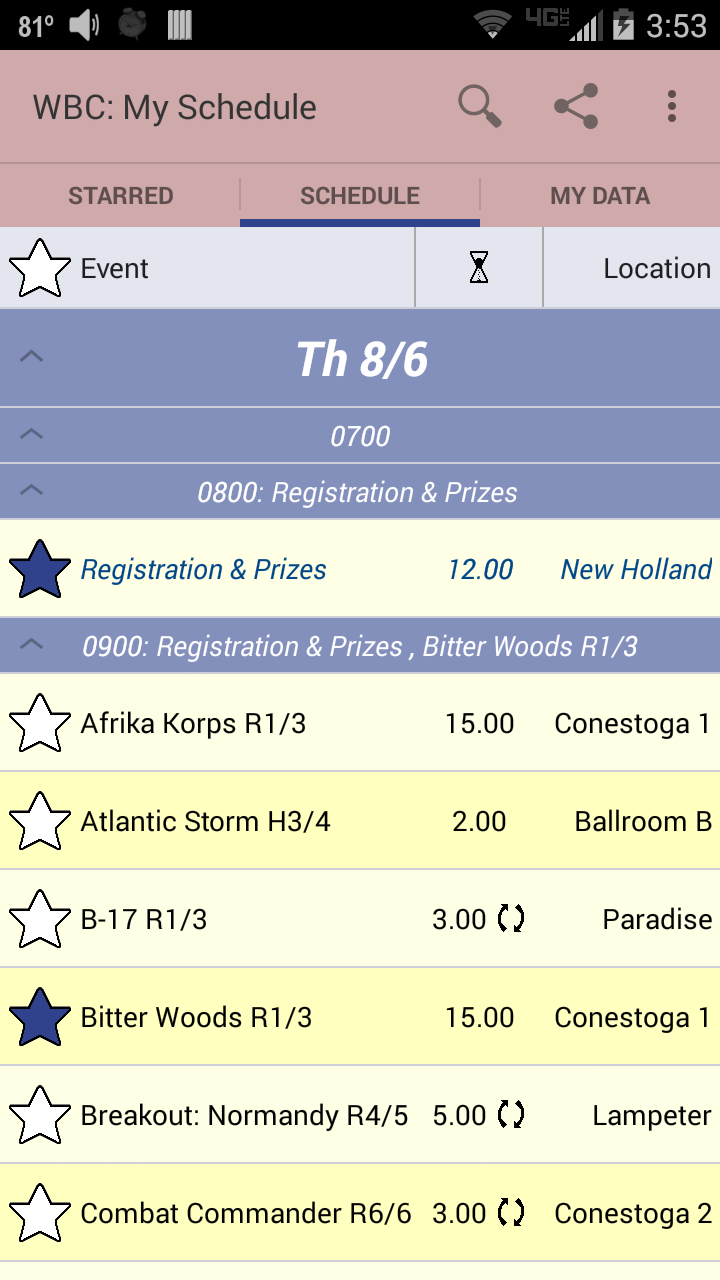 81° 4G LTE 3:53
WBC: My Schedule
STARRED SCHEDULE MY DATA
Event Location
Th 8/6
0700
0800: Registration & Prizes
Registration & Prizes 12.00 New Holland
0900: Registration & Prizes , Bitter Woods R1/3
Afrika Korps R1/3 15.00 Conestoga 1
Atlantic Storm H3/4 2.00 Ballroom B
B-17 R1/3 3.00 Paradise
Bitter Woods R1/3 15.00 Conestoga 1
Breakout: Normandy R4/5 5.00 Lampeter
Combat Commander R6/6 3.00 Conestoga 2